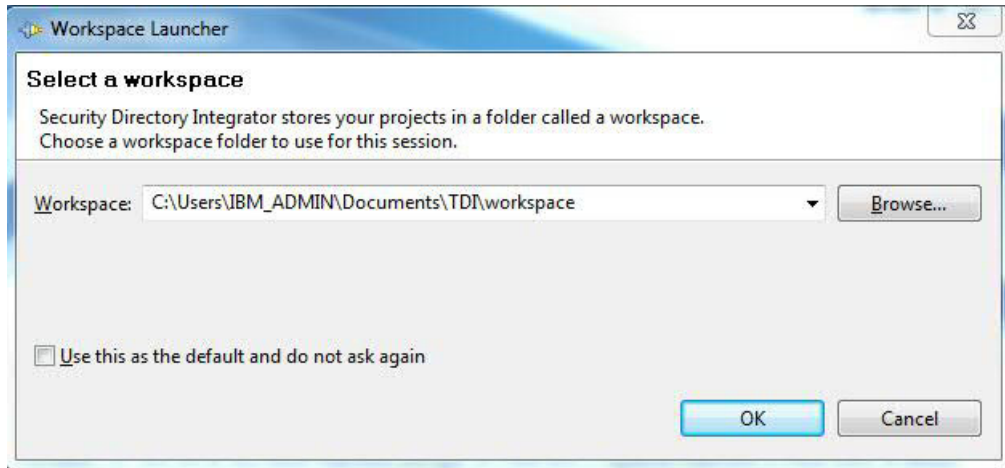 Workspace Launcher
Select a workspace
Security Directory Integrator stores your projects in a folder called a workspace.
Choose a workspace folder to use for this session.
Workspace: C:\Users\IBM_ADMIN\Documents\TDI\workspace Browse...
Use this as the default and do not ask again
OK Cancel